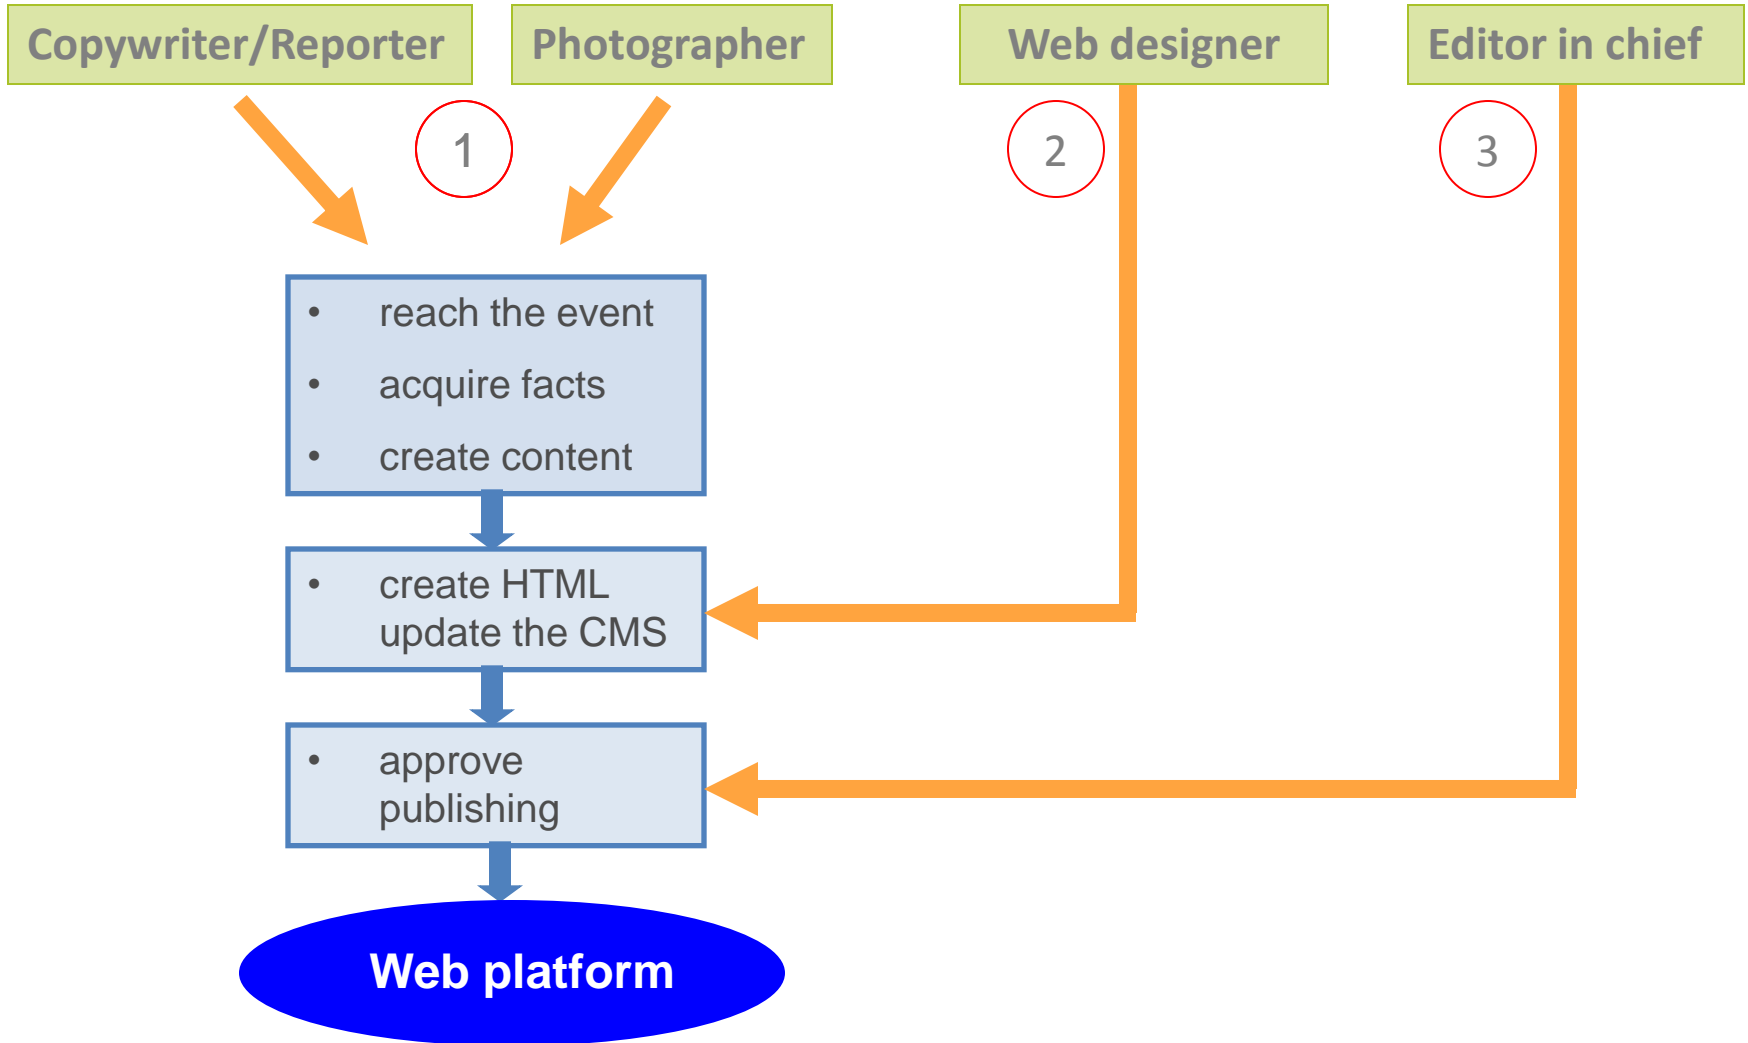 Copywriter/Reporter
Photographer
Web designer
Editor in chief
1
2
3
• reach the event
• acquire facts
• create content
• create HTML
update the CMS
• approve
publishing
Web platform